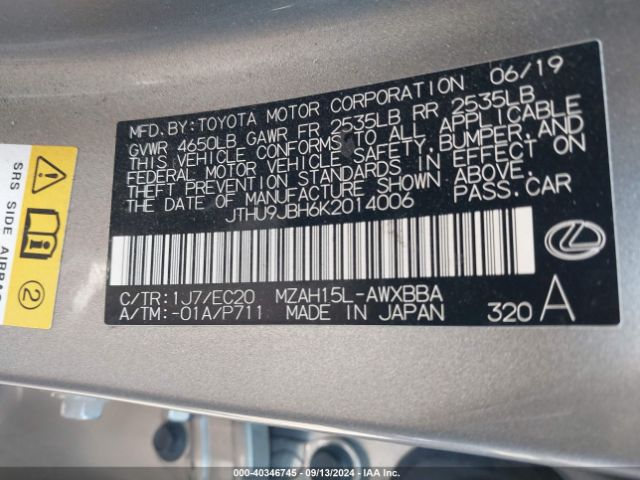 MFD.BY:TOYOTA MOTOR CORPORATION 06/19
GVWR 4650LB GAWR FR 2535LB RR 2535LB
THIS VEHICLE CONFORMS TO ALL APPLICABLE
FEDERAL MOTOR VEHICLE SAFETY,BUMPER,AND
THEFT PREVENTION STANDARDS IN EFFECT ON
THE DATE OF MANUFACTURE SHOWN ABOVE.
JTHU9JBH6K2014006 PASS.CAR
C/TR:1J7/EC20 MZAH15L-AWXBBA
A/TM:-01A/P711 MADE IN JAPAN 320 A
SRS SIDE AIRBAG
2
000-40346745 - 09/13/2024 - IAA Inc.